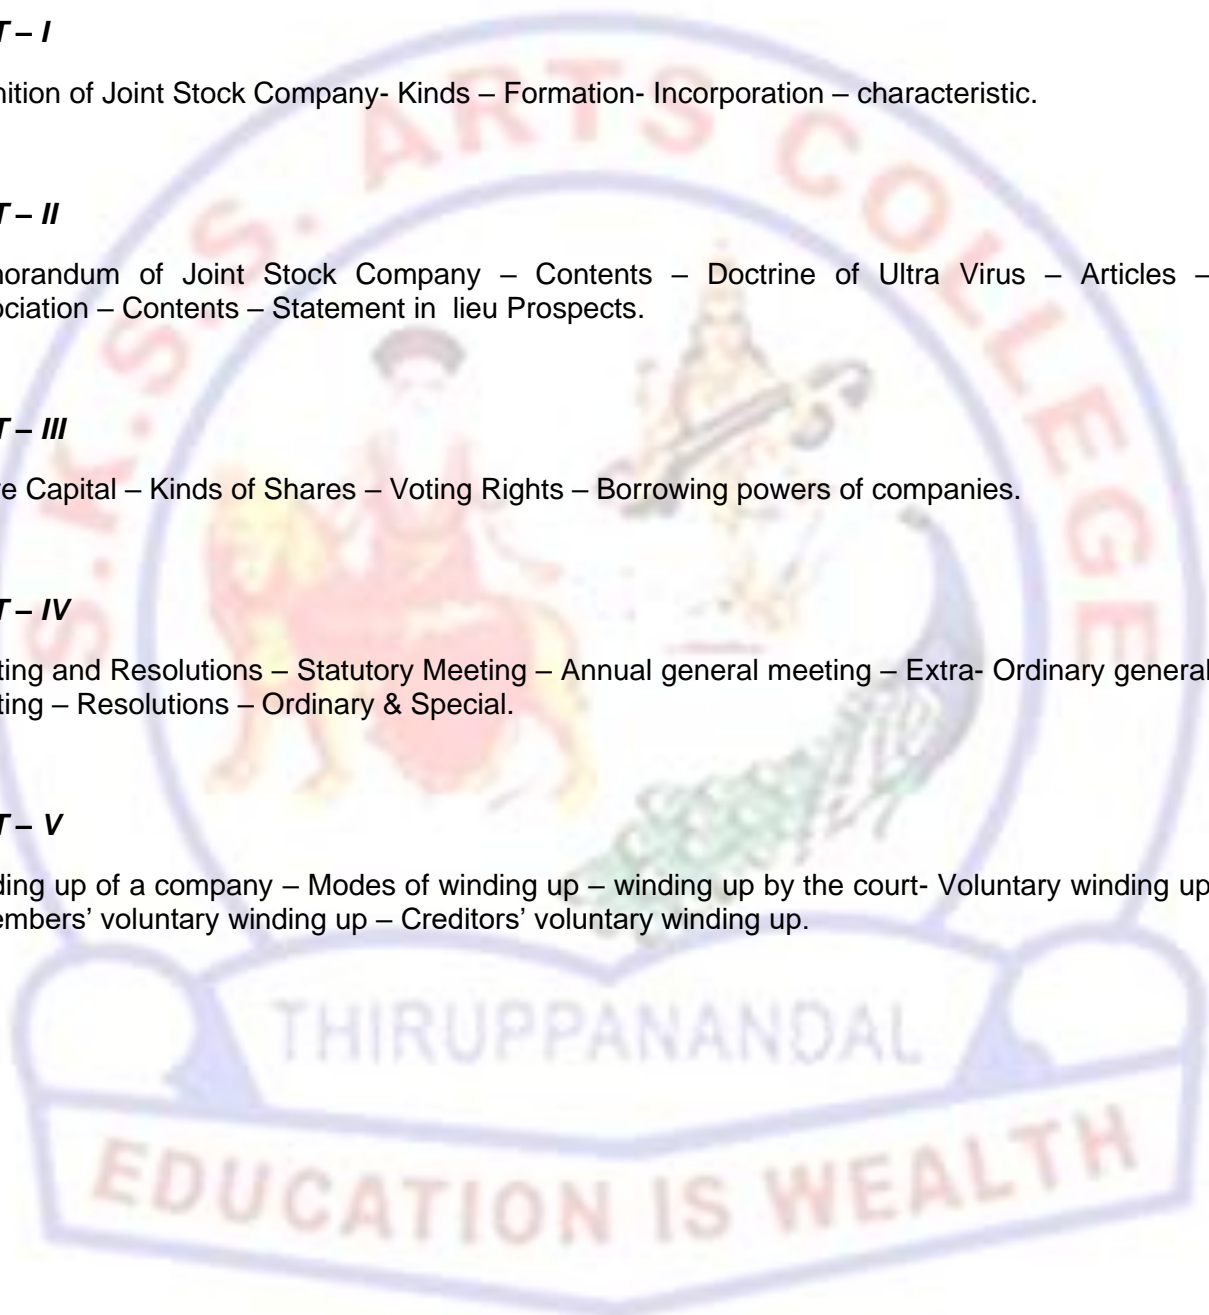 T – I
nition of Joint Stock Company- Kinds – Formation- Incorporation – characteristic.
T – II
norandum of Joint Stock Company – Contents – Doctrine of Ultra Virus – Articles –
ociation – Contents – Statement in lieu Prospects.
T – III
re Capital – Kinds of Shares – Voting Rights – Borrowing powers of companies.
T – IV
ting and Resolutions – Statutory Meeting – Annual general meeting – Extra- Ordinary general
ting – Resolutions – Ordinary & Special.
T – V
ding up of a company – Modes of winding up – winding up by the court- Voluntary winding up
embers’ voluntary winding up – Creditors’ voluntary winding up.
S.K.S.S. ARTS COLLEGE
THIRUPPANANDAL
EDUCATION IS WEALTH